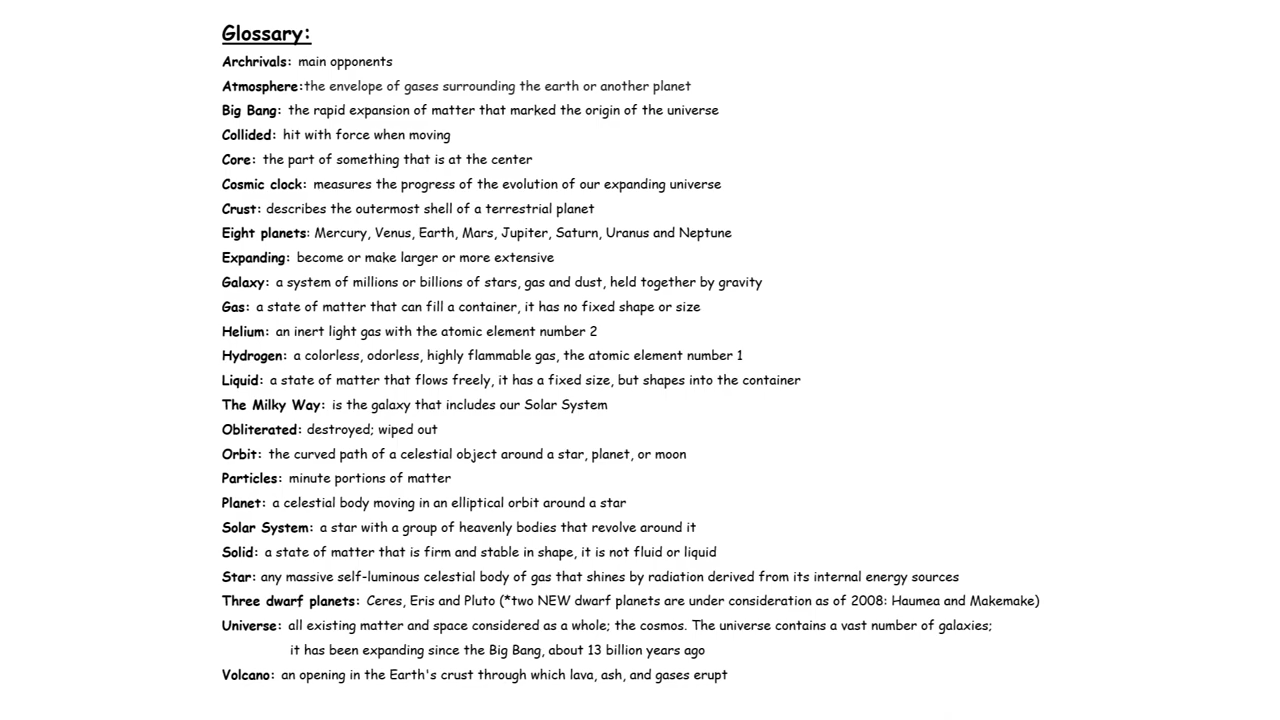 Glossary:
Archrivals: main opponents
Atmosphere:the envelope of gases surrounding the earth or another planet
Big Bang: the rapid expansion of matter that marked the origin of the universe
Collided: hit with force when moving
Core: the part of something that is at the center
Cosmic clock: measures the progress of the evolution of our expanding universe
Crust: describes the outermost shell of a terrestrial planet
Eight planets: Mercury, Venus, Earth, Mars, Jupiter, Saturn, Uranus and Neptune
Expanding: become or make larger or more extensive
Galaxy: a system of millions or billions of stars, gas and dust, held together by gravity
Gas: a state of matter that can fill a container, it has no fixed shape or size
Helium: an inert light gas with the atomic element number 2
Hydrogen: a colorless, odorless, highly flammable gas, the atomic element number 1
Liquid: a state of matter that flows freely, it has a fixed size, but shapes into the container
The Milky Way: is the galaxy that includes our Solar System
Obliterated: destroyed; wiped out
Orbit: the curved path of a celestial object around a star, planet, or moon
Particles: minute portions of matter
Planet: a celestial body moving in an elliptical orbit around a star
Solar System: a star with a group of heavenly bodies that revolve around it
Solid: a state of matter that is firm and stable in shape, it is not fluid or liquid
Star: any massive self-luminous celestial body of gas that shines by radiation derived from its internal energy sources
Three dwarf planets: Ceres, Eris and Pluto (*two NEW dwarf planets are under consideration as of 2008: Haumea and Makemake)
Universe: all existing matter and space considered as a whole; the cosmos. The universe contains a vast number of galaxies;
it has been expanding since the Big Bang, about 13 billion years ago
Volcano: an opening in the Earth's crust through which lava, ash, and gases erupt